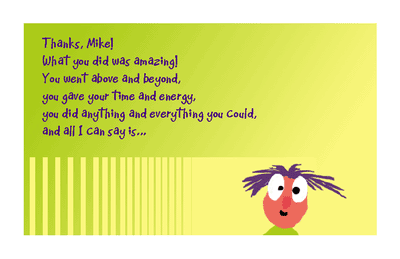 Thanks, Mike!
What you did was amazing!
You went above and beyond,
you gave your time and energy,
you did anything and everything you could,
and all I can say is...